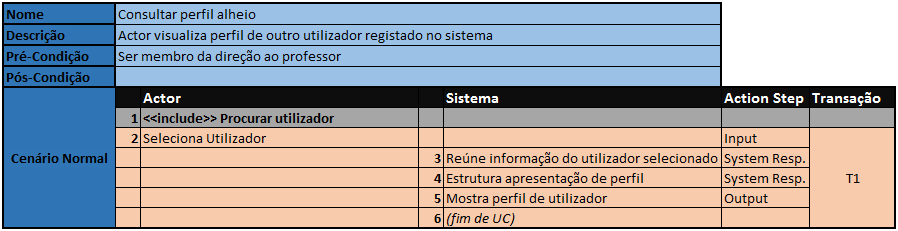 Nome Consultar perfil alheio
Descrição Actor visualiza perfil de outro utilizador registado no sistema
Pré-Condição Ser membro da direção ao professor
Pós-Condição
Actor Sistema Action Step Transação
1 <<include>> Procurar utilizador
2 Seleciona Utilizador Input
Cenário Normal 3 Reúne informação do utilizador selecionado System Resp.
4 Estrutura apresentação de perfil System Resp. T1
5 Mostra perfil de utilizador Output
6 (fim de UC)